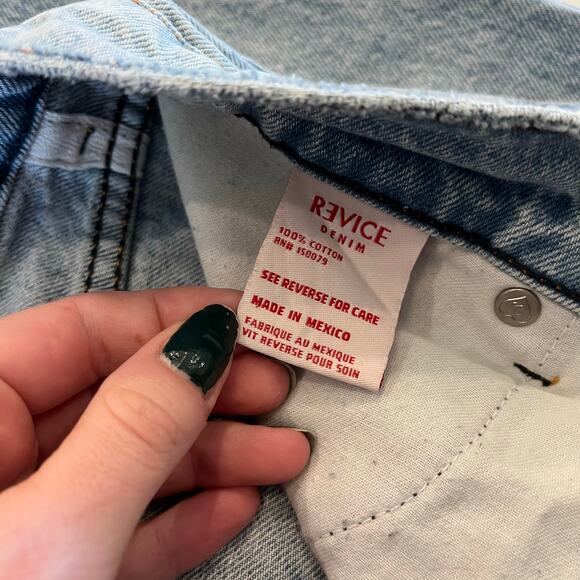 REVICE
DENIM
100% COTTON
RN# 150079
SEE REVERSE FOR CARE
MADE IN MEXICO
FABRIQUE AU MEXIQUE
VIT REVERSE POUR SOIN